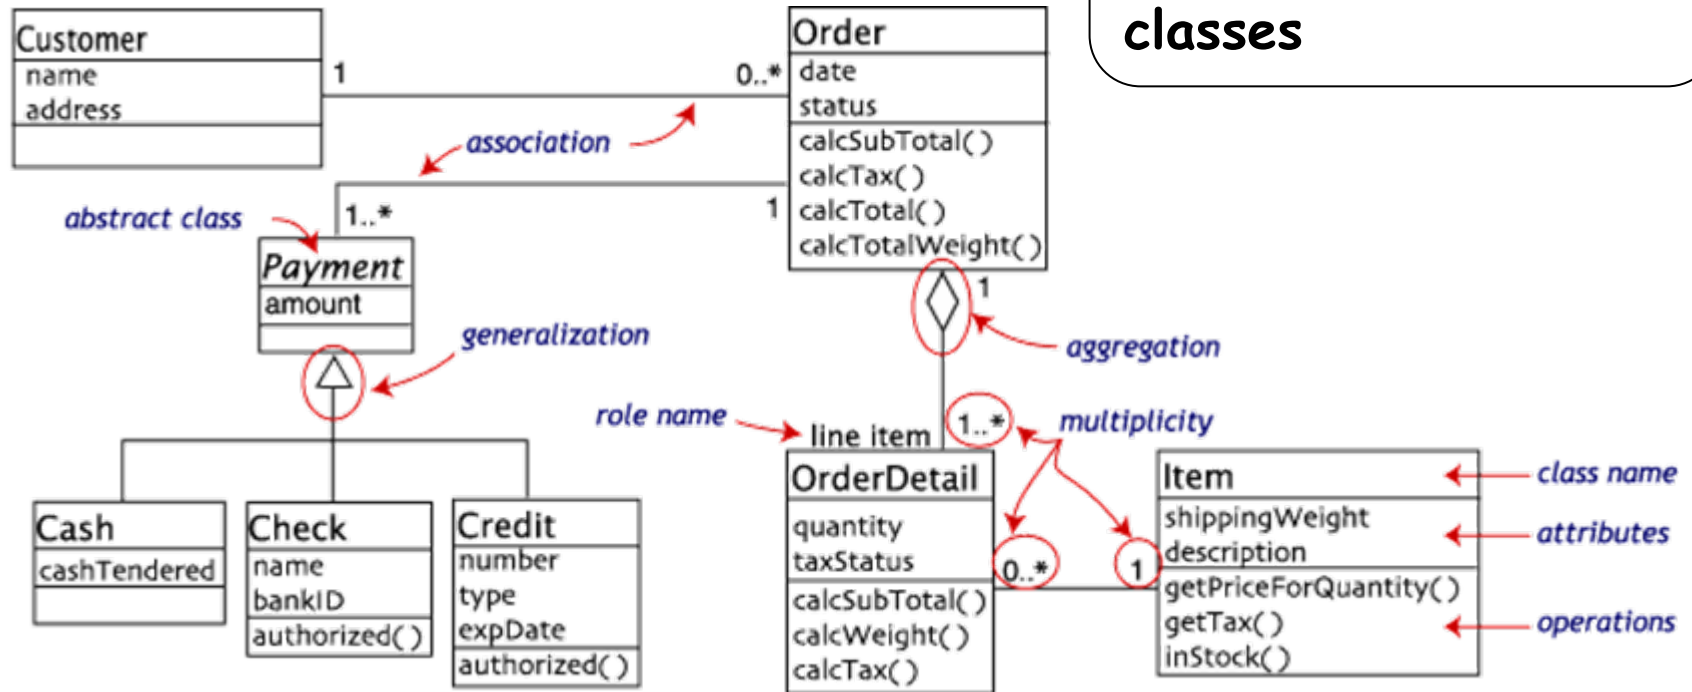 classes
Customer
name
address
1
0..*
Order
date
status
calcSubTotal()
calcTax()
calcTotal()
calcTotalWeight()
association
abstract class
1..*
1
Payment
amount
generalization
1
aggregation
role name
line item
1..*
multiplicity
Cash
cashTendered
Check
name
bankID
authorized()
Credit
number
type
expDate
authorized()
OrderDetail
quantity
taxStatus
calcSubTotal()
calcWeight()
calcTax()
0..*
1
Item
shippingWeight
description
getPriceForQuantity()
getTax()
inStock()
class name
attributes
operations